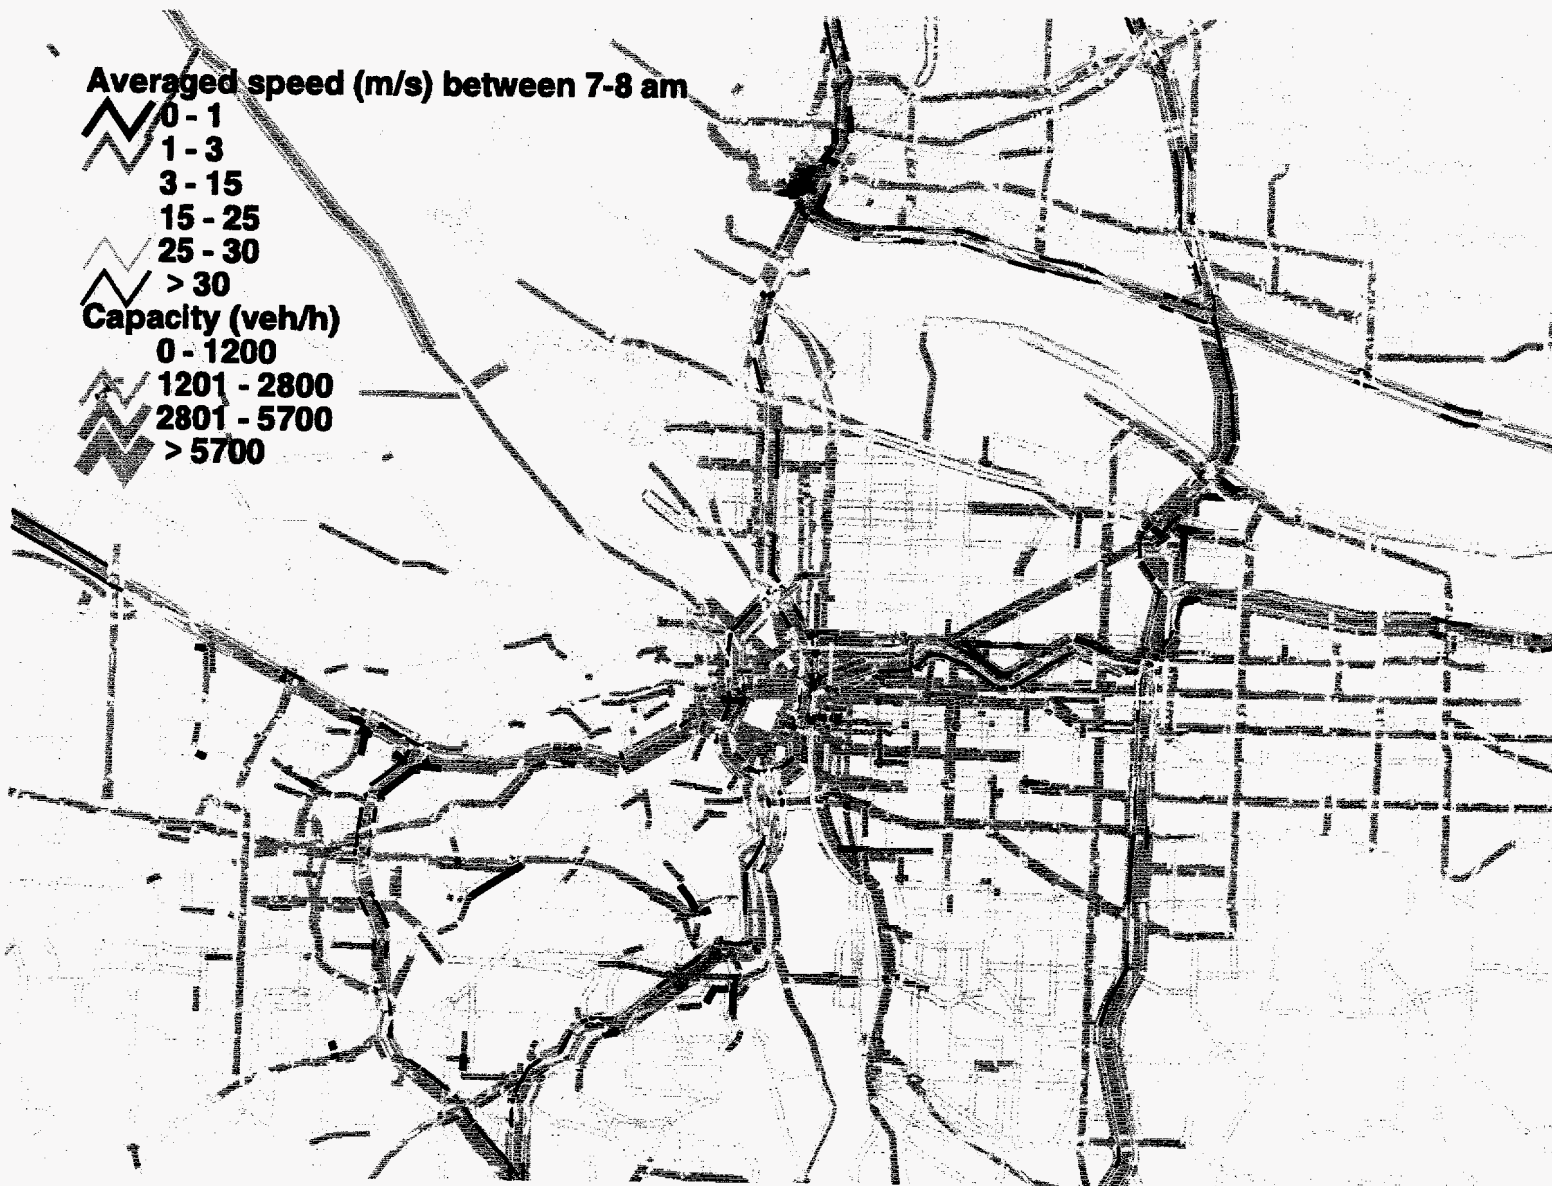 Averaged speed (m/s) between 7-8 am
0 - 1
1 - 3
3 - 15
15 - 25
25 - 30
> 30
Capacity (veh/h)
0 - 1200
1201 - 2800
2801 - 5700
> 5700